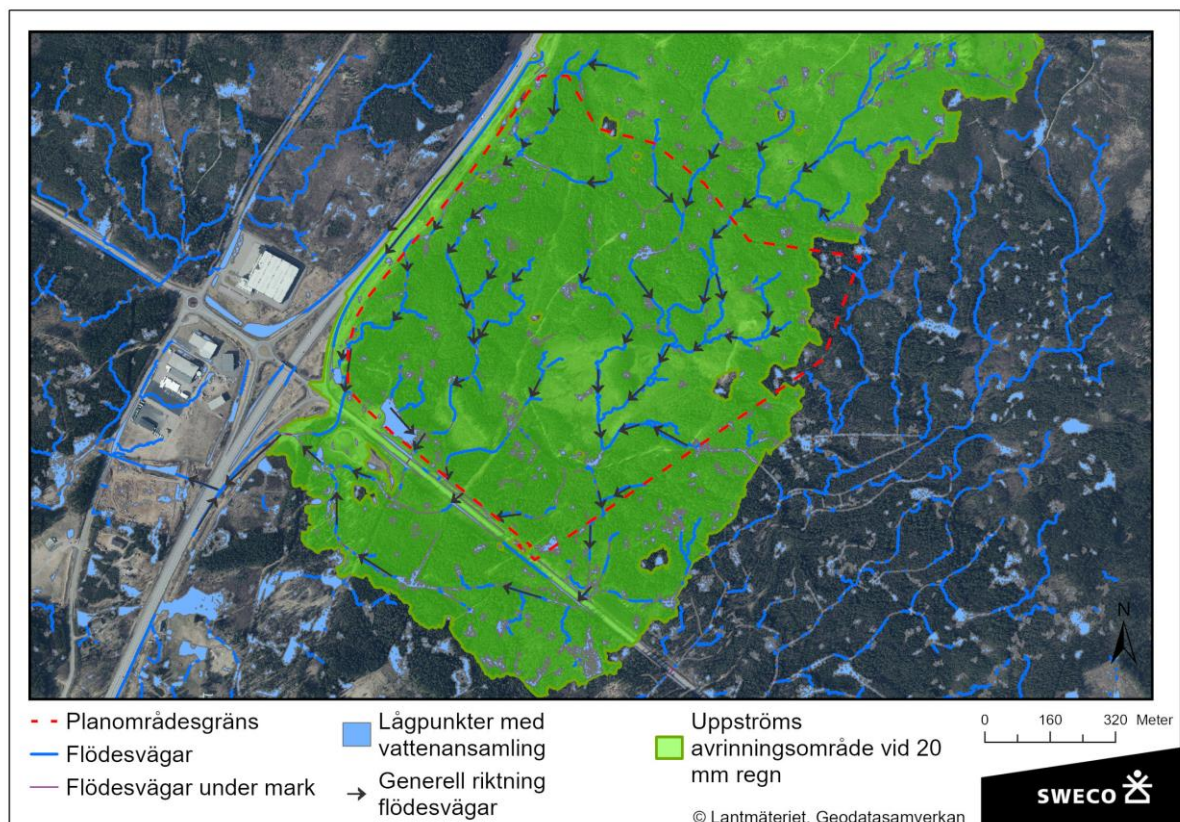 N
Planområdesgräns
Flödesvägar
Flödesvägar under mark
Lågpunkter med
vattenansamling
Generell riktning
flödesvägar
Uppströms
avrinningsområde vid 20
mm regn
© Lantmäteriet, Geodatasamverkan
0 160 320 Meter
SWECO